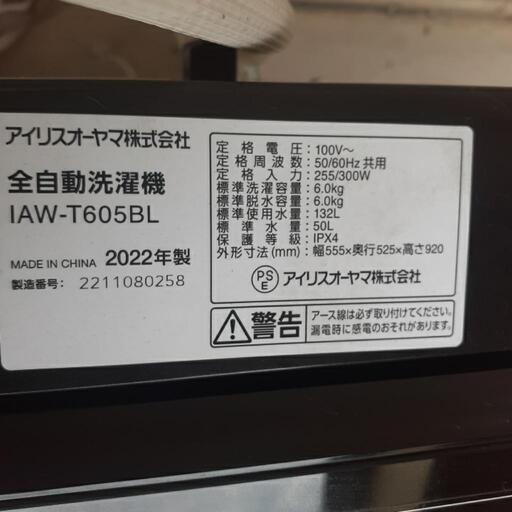 アイリスオーヤマ株式会社
全自動洗濯機
IAW-T605BL
MADE IN CHINA 2022年製
製造番号: 2211080258
定格電圧: 100V～
定格周波数: 50/60Hz 共用
定格入力: 255/300W
標準洗濯容量: 6.0kg
標準脱水容量: 6.0kg
標準使用水量: 132L
標準水量: 50L
保護等級: IPX4
外形寸法(mm): 幅555×奥行525×高さ920
PS
E
アイリスオーヤマ株式会社
警告
アース線は必ず取り付けてください。
漏電時に感電のおそれがあります。